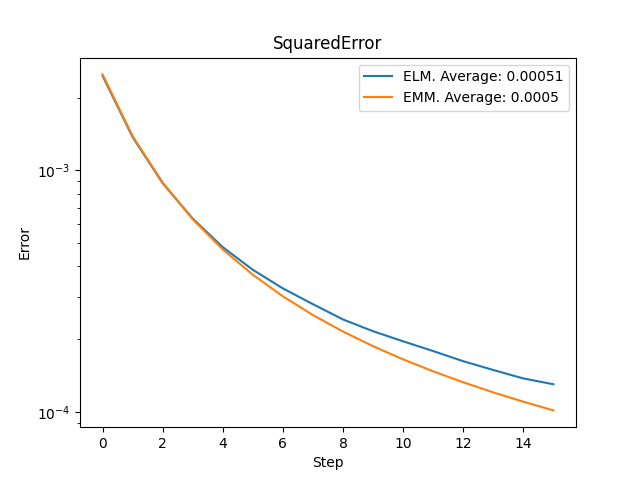 SquaredError
ELM. Average: 0.00051
EMM. Average: 0.0005
10⁻³
10⁻⁴
Error
0 2 4 6 8 10 12 14
Step